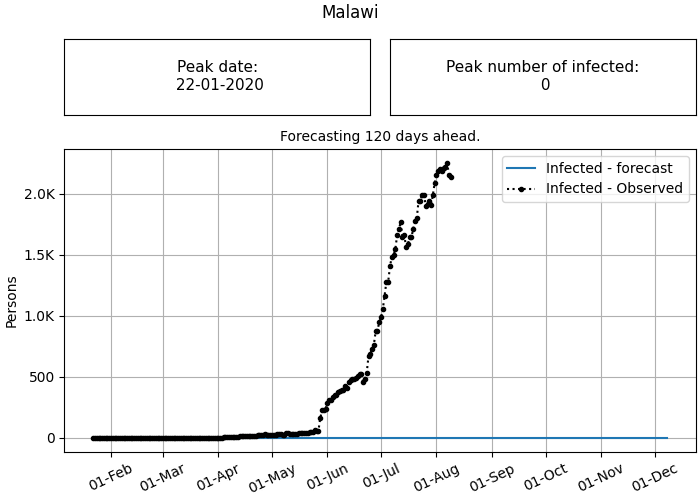 Malawi
Peak date:
22-01-2020
Peak number of infected:
0
Forecasting 120 days ahead.
Infected - forecast
Infected - Observed
Persons
2.0K
1.5K
1.0K
500
0
01-Feb
01-Mar
01-Apr
01-May
01-Jun
01-Jul
01-Aug
01-Sep
01-Oct
01-Nov
01-Dec